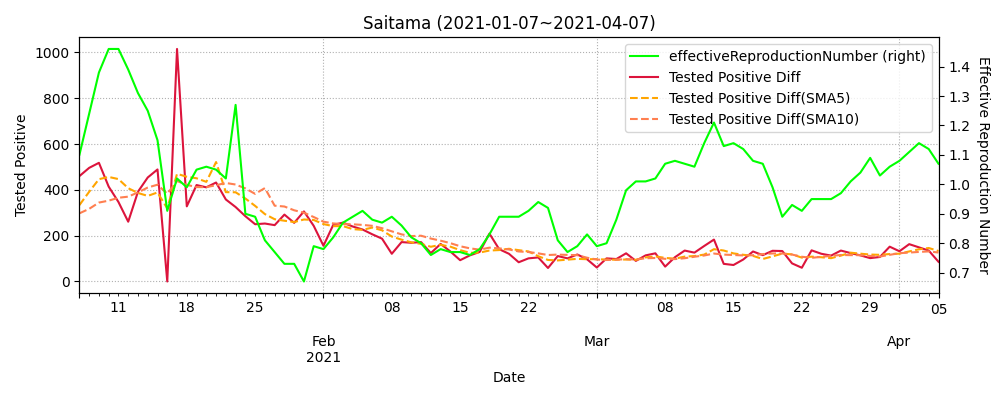 Saitama (2021-01-07~2021-04-07)
effectiveReproductionNumber (right)
Tested Positive Diff
Tested Positive Diff(SMA5)
Tested Positive Diff(SMA10)
Tested Positive
1000
800
600
400
200
0
1.4
1.3
1.2
1.1
1.0
0.9
0.8
0.7
Effective Reproduction Number
11 18 25 08 15 22 08 15 22 29 05
Feb Mar Apr
2021
Date